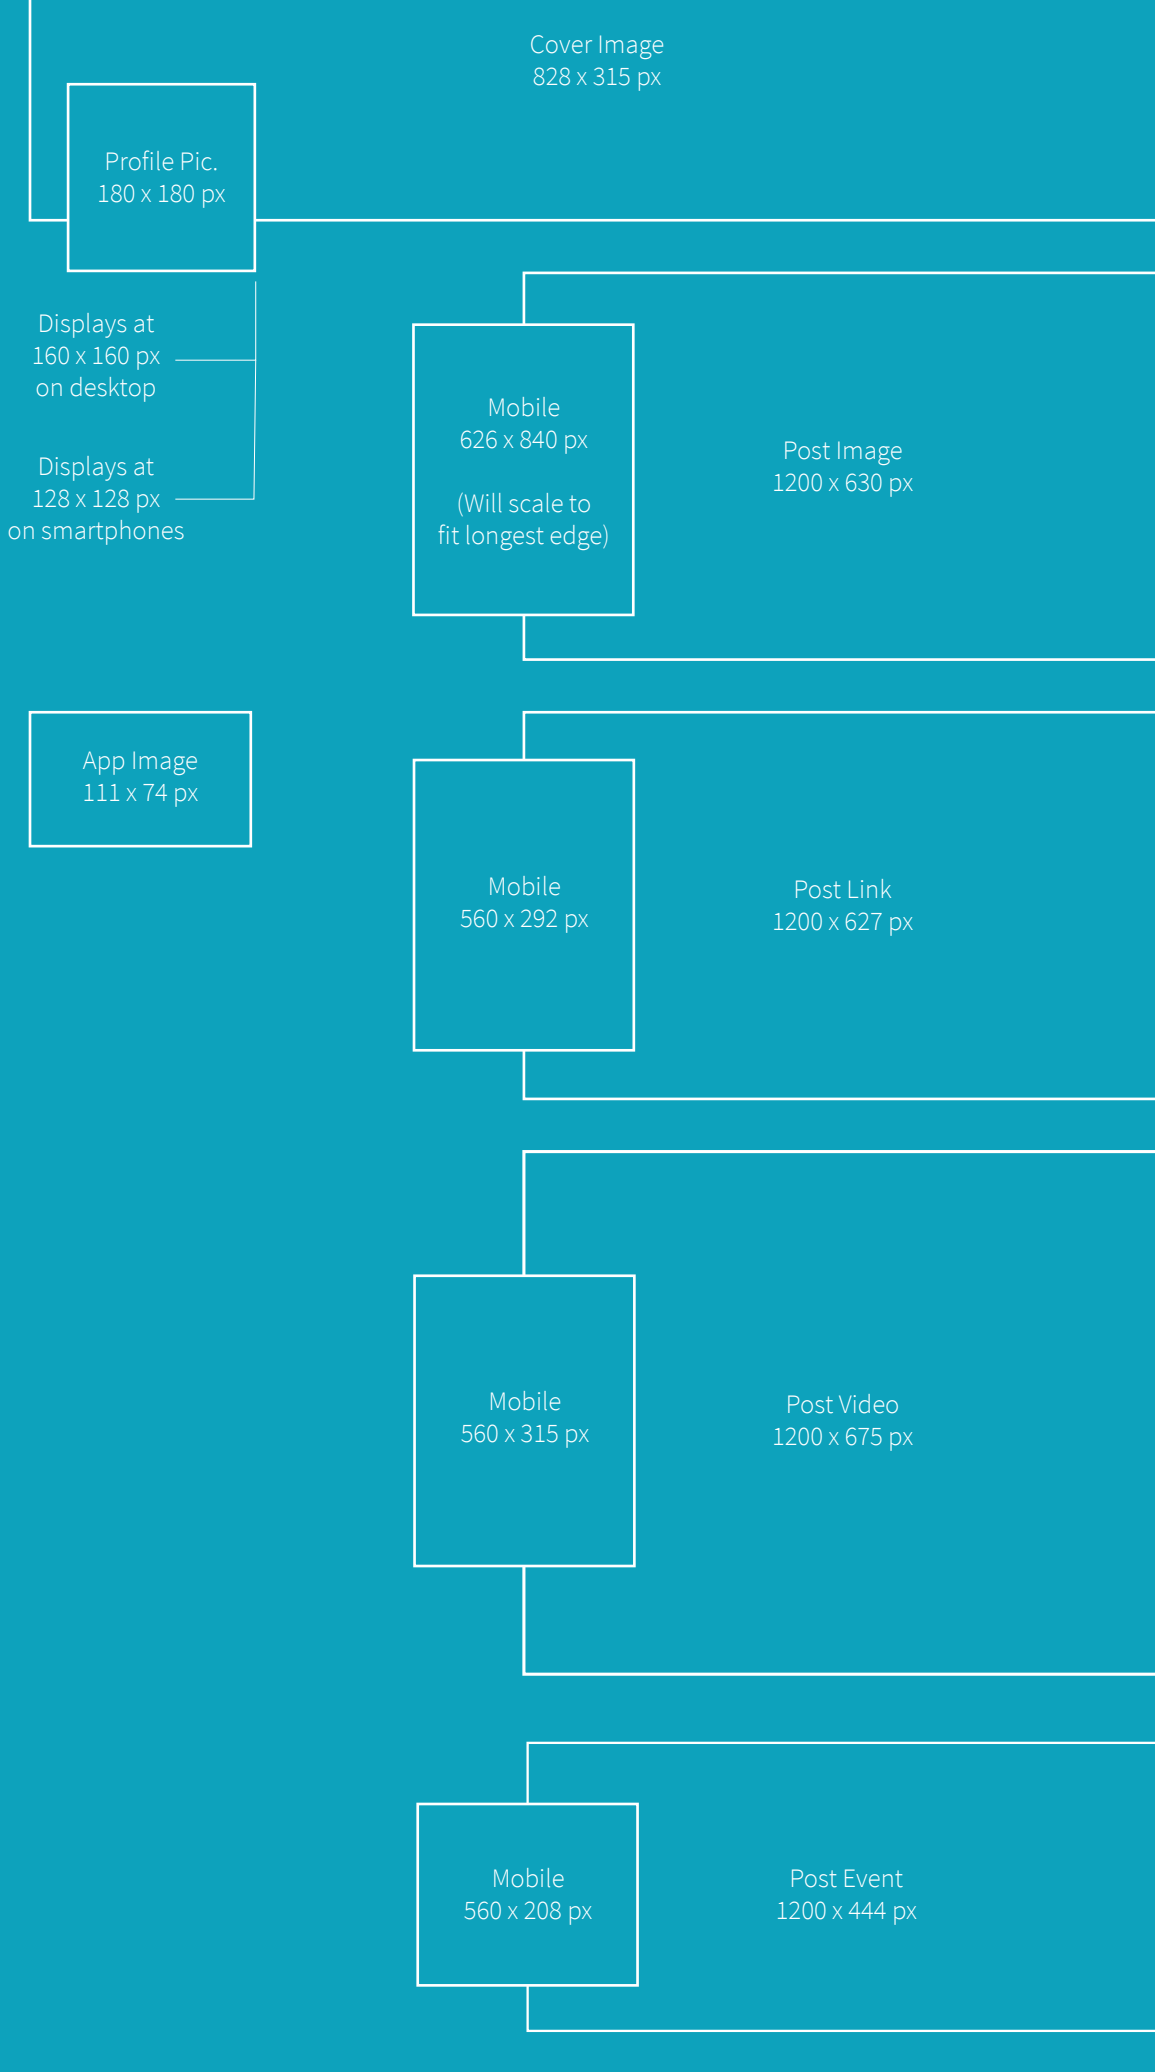 Cover Image
828 x 315 px
Profile Pic.
180 x 180 px
Displays at
160 x 160 px
on desktop
Displays at
128 x 128 px
on smartphones
Mobile
626 x 840 px
(Will scale to
fit longest edge)
Post Image
1200 x 630 px
App Image
111 x 74 px
Mobile
560 x 292 px
Post Link
1200 x 627 px
Mobile
560 x 315 px
Post Video
1200 x 675 px
Mobile
560 x 208 px
Post Event
1200 x 444 px